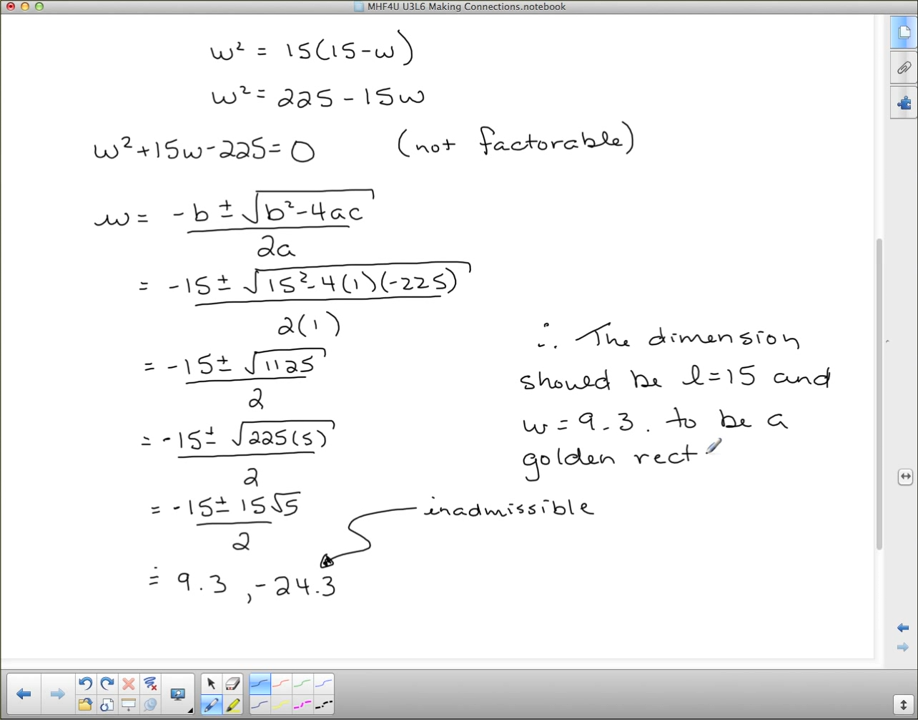 MHF4U U3L6 Making Connections.notebook
w² = 15(15-w)
w² = 225 - 15w
w²+15w-225=0 (not factorable)
w = -b ± √b²-4ac
2a
= -15 ± √15²-4(1)(-225)
2(1)
= -15 ± √1125
2
= -15 ± √225(5)
2
= -15 ± 15√5
2
≐ 9.3 , -24.3
∴ The dimension
should be l=15 and
w = 9.3. to be a
golden rect
inadmissible